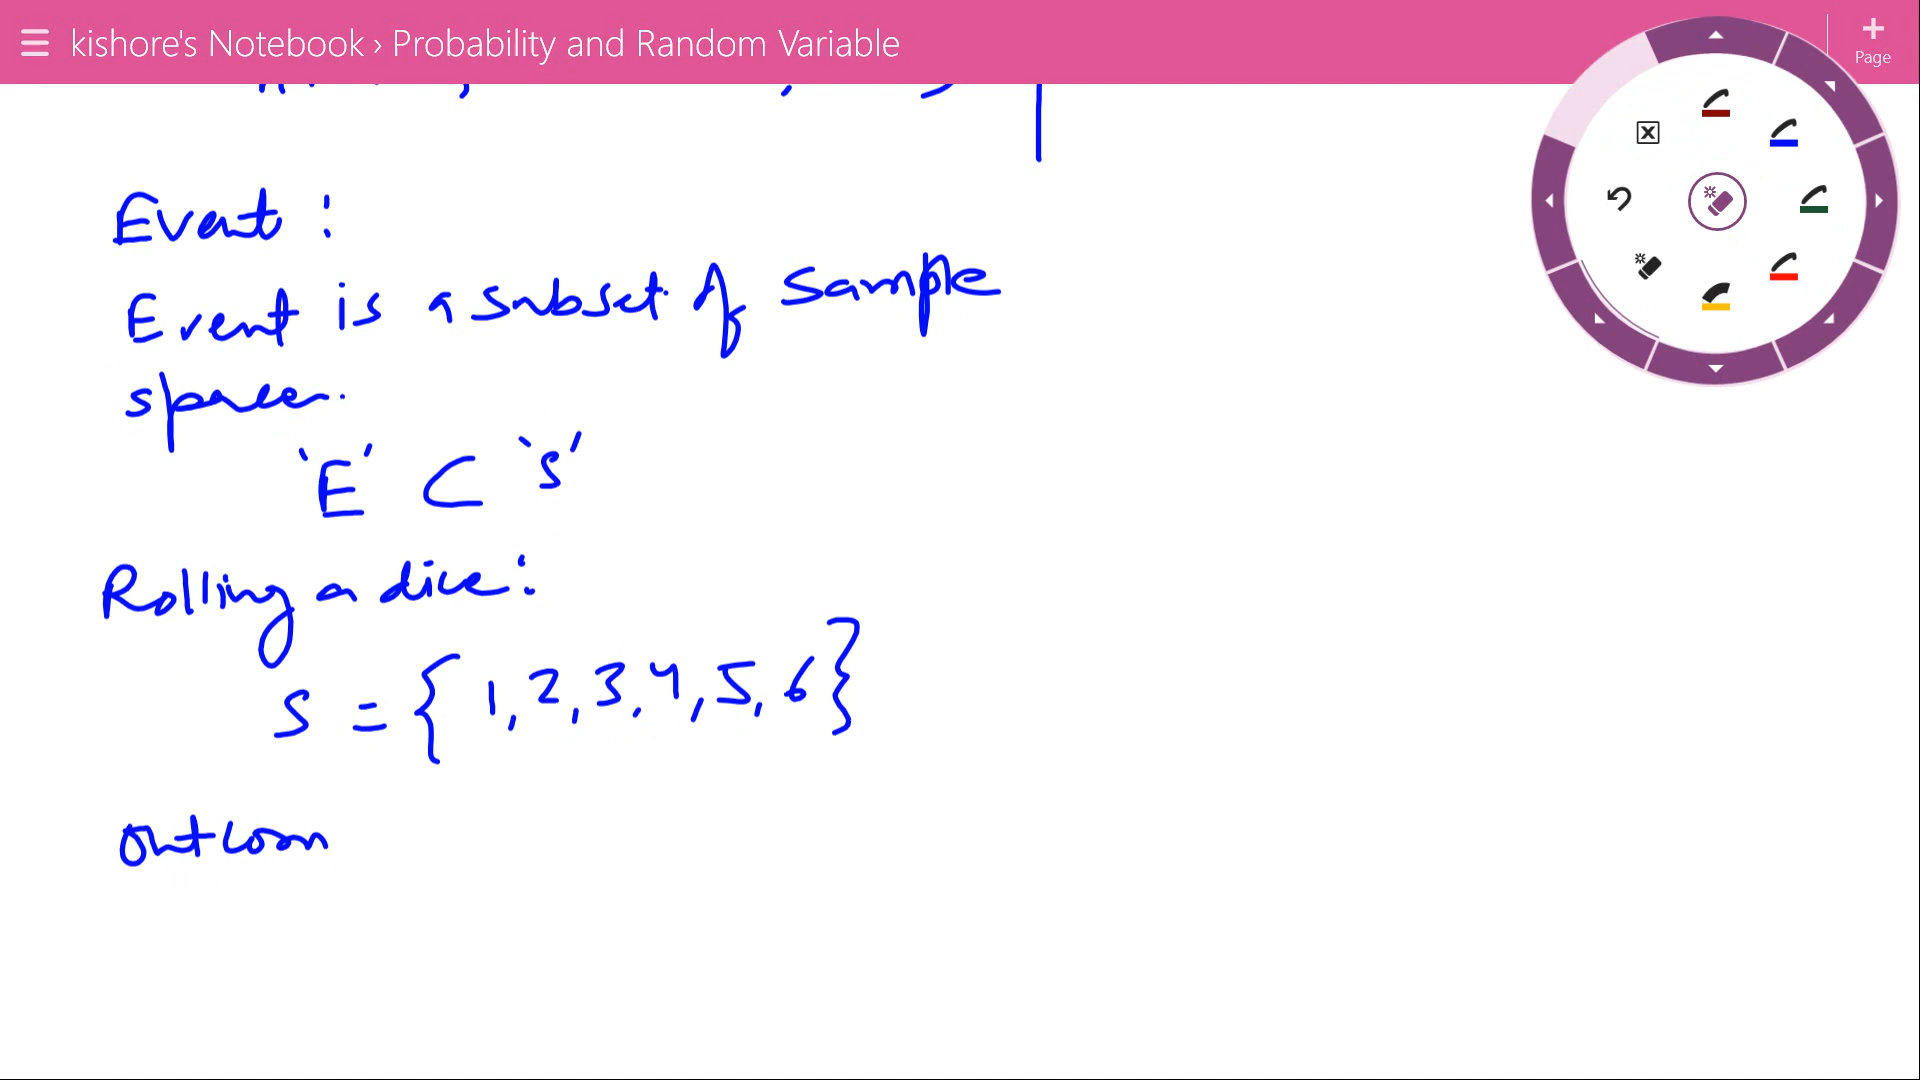 kishore's Notebook › Probability and Random Variable
Page
Event :
Event is a subset of sample
space.
'E' ⊂ 's'
Rolling a dice :
S = { 1, 2, 3, 4, 5, 6 }
outcom